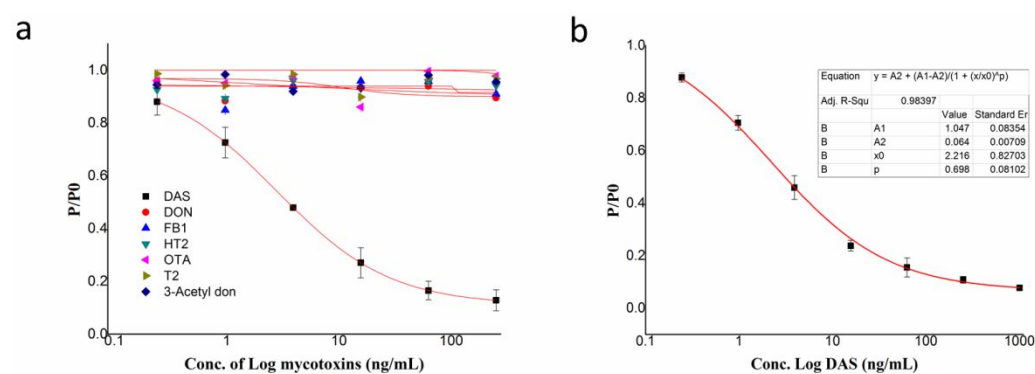 a
P/P0
1.0
0.8
0.6
0.4
0.2
0.0
DAS
DON
FB1
HT2
OTA
T2
3-Acetyl don
0.1 1 10 100
Conc. of Log mycotoxins (ng/mL)
b
P/P0
1.0
0.8
0.6
0.4
0.2
0.0
Equation y = A2 + (A1-A2)/(1 + (x/x0)^p)
Adj. R-Squ 0.98397
Value Standard Er
B A1 1.047 0.08354
B A2 0.064 0.00709
B x0 2.216 0.82703
B p 0.698 0.08102
0.1 1 10 100 1000
Conc. Log DAS (ng/mL)